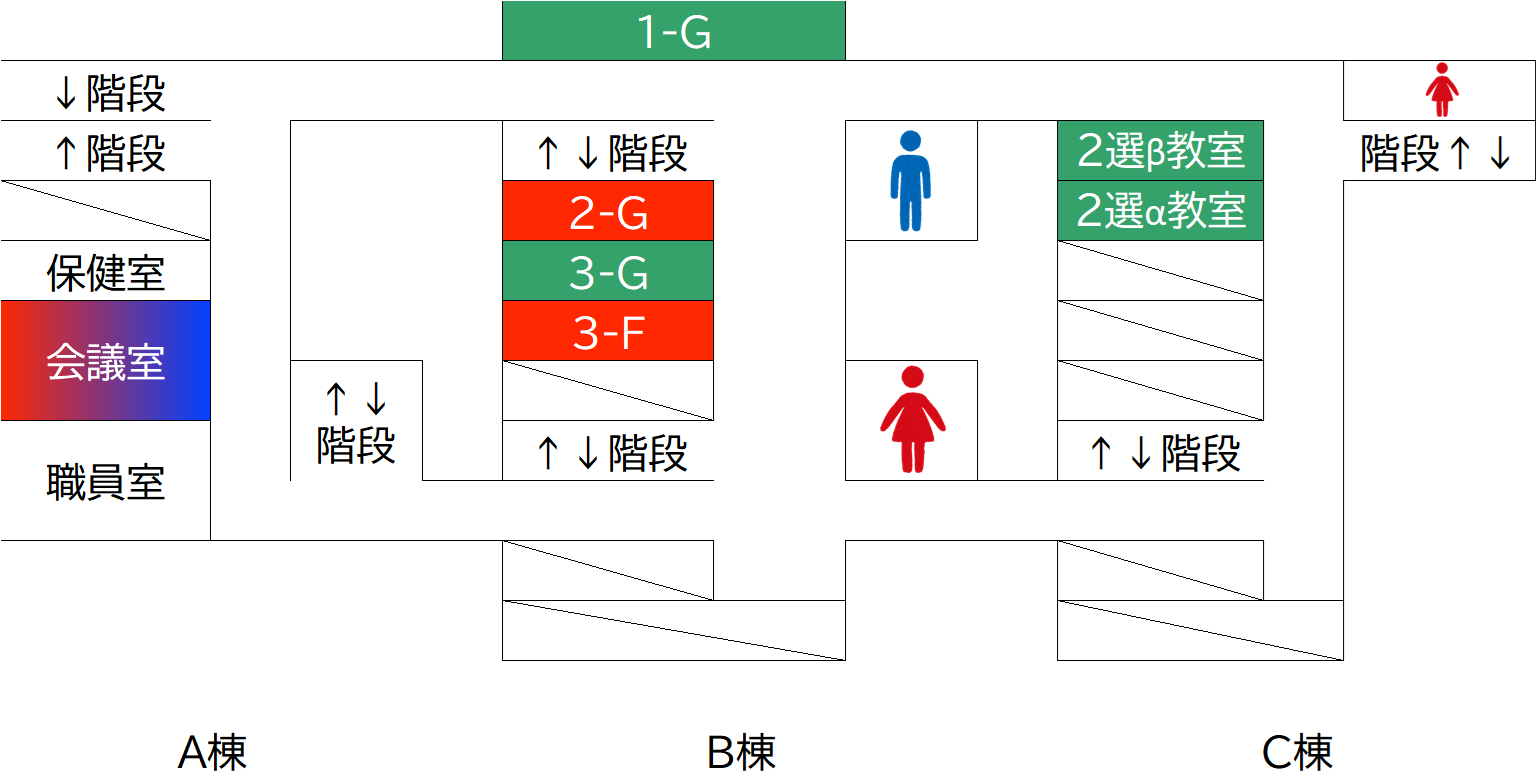 1-G
↓階段
↑階段
↑↓階段
2選β教室
階段↑↓
2-G
2選α教室
保健室
3-G
会議室
3-F
↑↓
階段
↑↓階段
↑↓階段
職員室
A棟
B棟
C棟